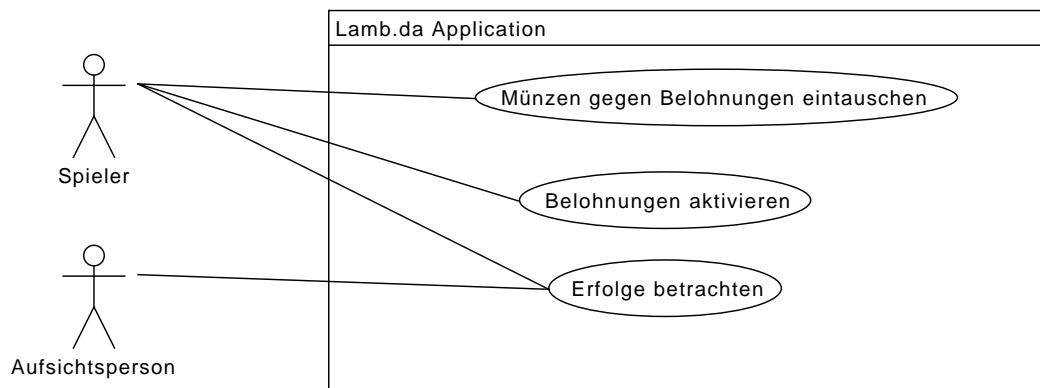 Lamb.da Application
Münzen gegen Belohnungen eintauschen
Spieler
Belohnungen aktivieren
Erfolge betrachten
Aufsichtsperson